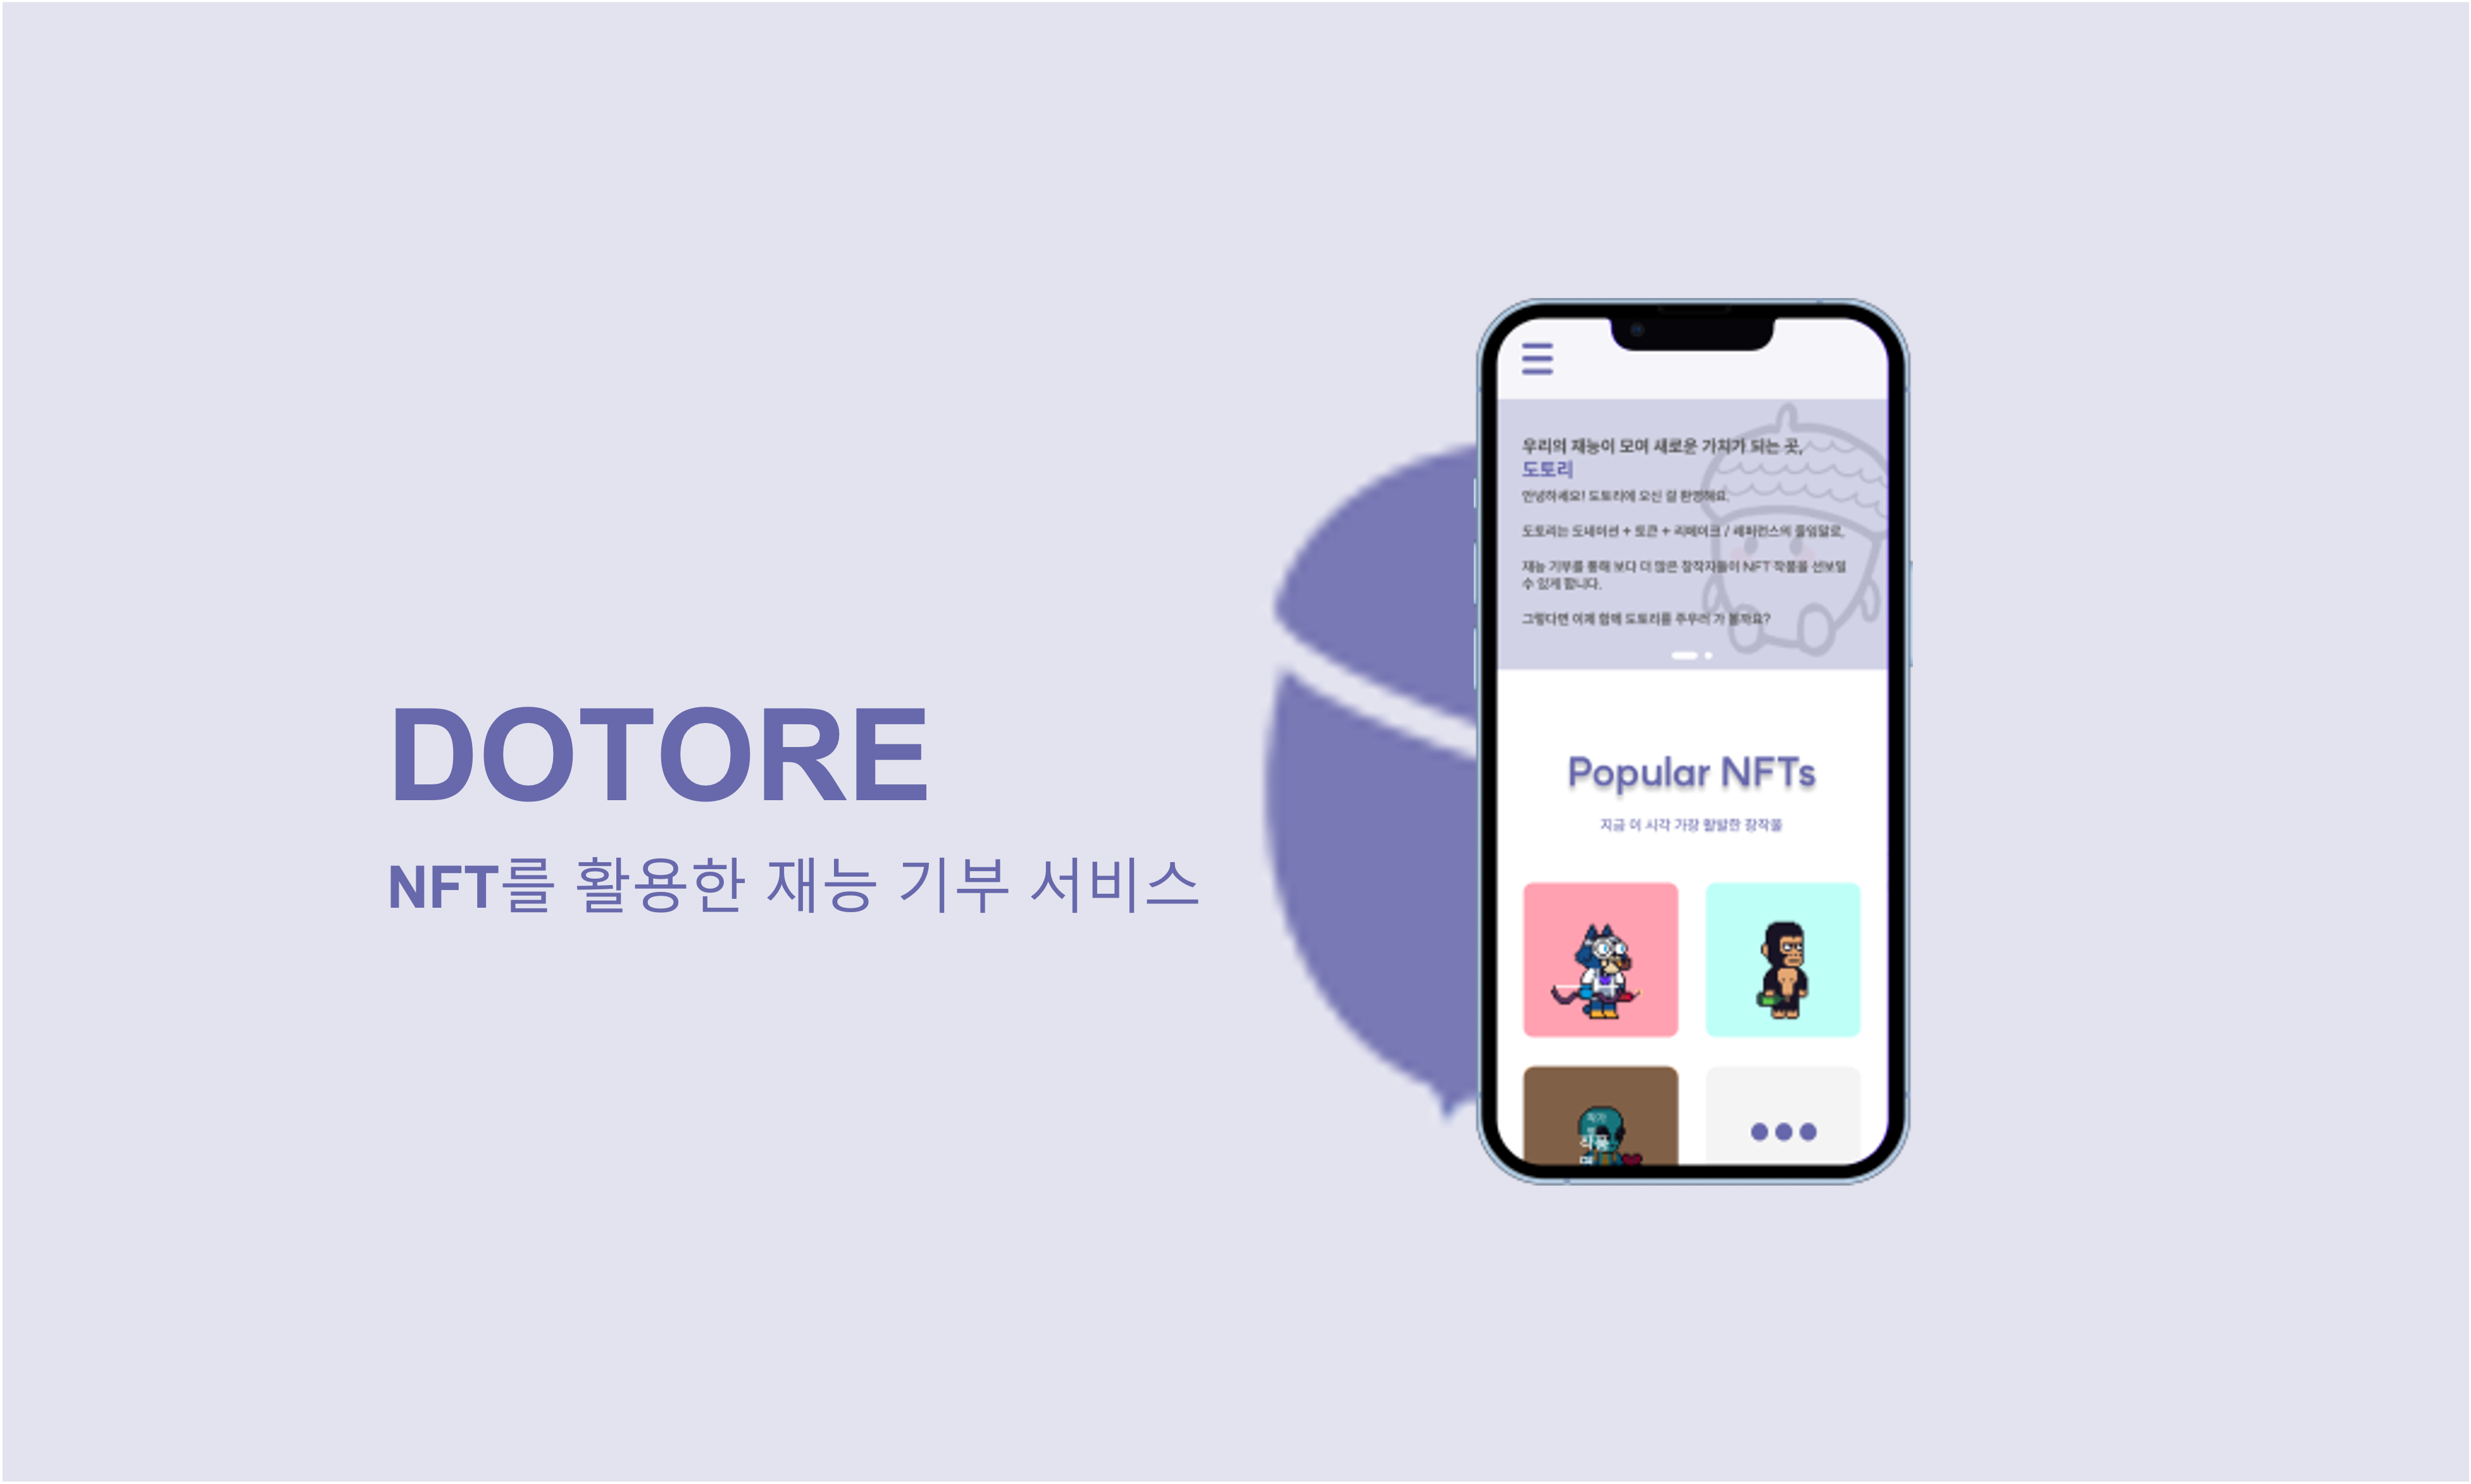 DOTORE
NFT를 활용한 재능 기부 서비스
우리의 재능이 모여 새로운 가치가 되는 곳,
도토리
안녕하세요! 도토리에 오신 걸 환영해요.
도토리는 도네이션 + 토큰 + 리메이크 / 레퍼런스의 줄임말로,
재능 기부를 통해 보다 더 많은 창작자들이 NFT 작품을 선보일
수 있게 합니다.
그렇다면 이제 함께 도토리를 주우러 가 볼까요?
Popular NFTs
지금 이 시각 가장 활발한 창작물